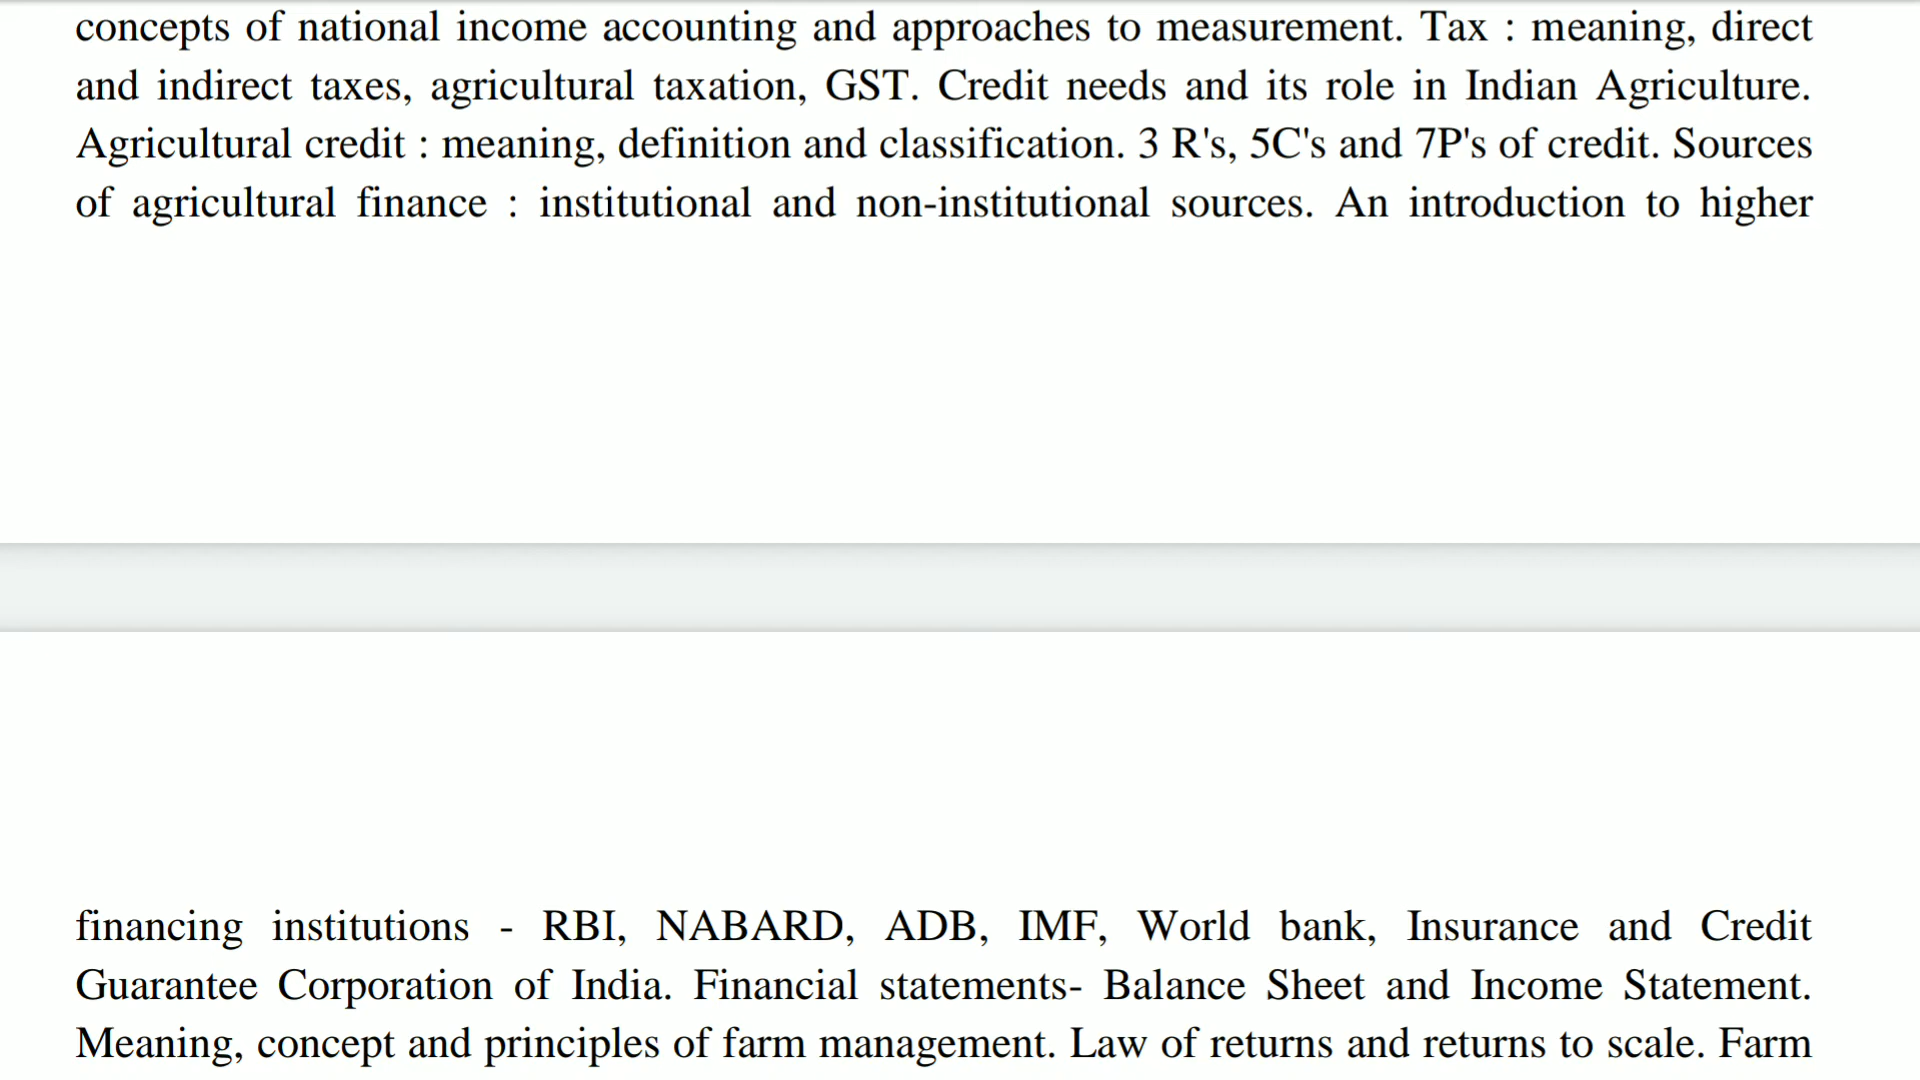 concepts of national income accounting and approaches to measurement. Tax : meaning, direct
and indirect taxes, agricultural taxation, GST. Credit needs and its role in Indian Agriculture.
Agricultural credit : meaning, definition and classification. 3 R's, 5C's and 7P's of credit. Sources
of agricultural finance : institutional and non-institutional sources. An introduction to higher
financing institutions - RBI, NABARD, ADB, IMF, World bank, Insurance and Credit
Guarantee Corporation of India. Financial statements- Balance Sheet and Income Statement.
Meaning, concept and principles of farm management. Law of returns and returns to scale. Farm